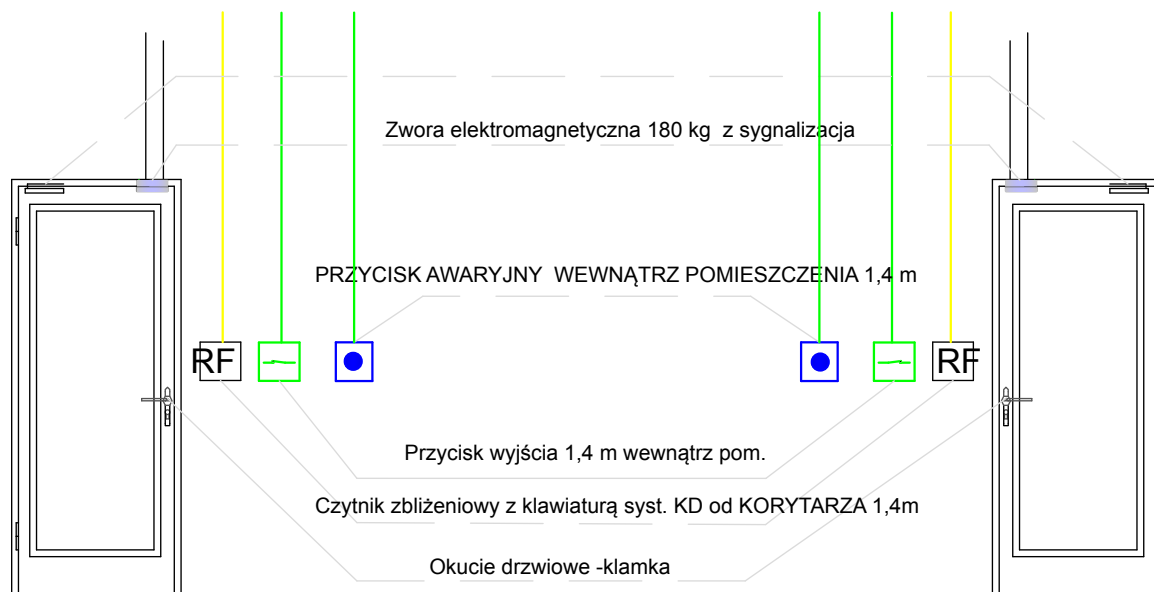 Zwora elektromagnetyczna 180 kg z sygnalizacja
PRZYCISK AWARYJNY WEWNĄTRZ POMIESZCZENIA 1,4 m
RF
RF
Przycisk wyjścia 1,4 m wewnątrz pom.
Czytnik zbliżeniowy z klawiaturą syst. KD od KORYTARZA 1,4m
Okucie drzwiowe -klamka